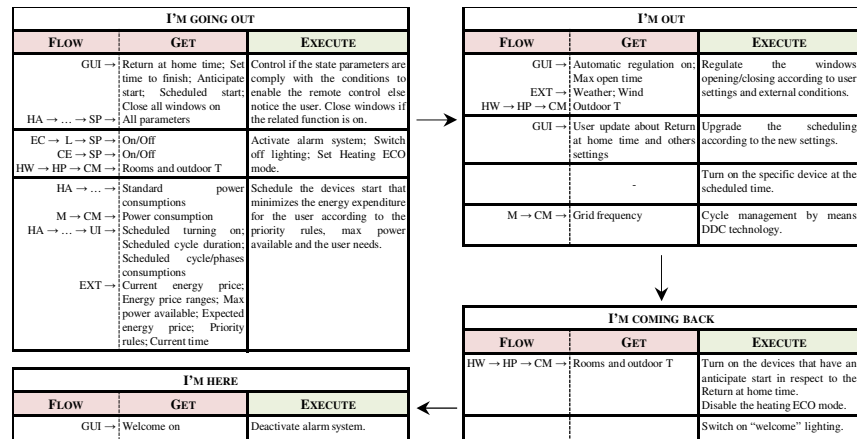 I'M GOING OUT
FLOW GET EXECUTE
GUI → Return at home time; Set Control if the state parameters are
time to finish; Anticipate comply with the conditions to
start; Scheduled start; enable the remote control else
Close all windows on notice the user. Close windows if
HA → … → SP → All parameters the related function is on.
EC → L → SP → On/Off Activate alarm system; Switch
CE → SP → On/Off off lighting; Set Heating ECO
HW → HP → CM → Rooms and outdoor T mode.
HA → … → Standard power Schedule the devices start that
consumptions minimizes the energy expenditure
M → CM → Power consumption for the user according to the
HA → … → UI → Scheduled turning on; priority rules, max power
Scheduled cycle duration; available and the user needs.
Scheduled cycle/phases
consumptions
EXT → Current energy price;
Energy price ranges; Max
power available; Expected
energy price; Priority
rules; Current time
I'M OUT
FLOW GET EXECUTE
GUI → Automatic regulation on; Regulate the windows
Max open time opening/closing according to user
EXT → Weather; Wind settings and external conditions.
HW → HP → CM Outdoor T
GUI → User update about Return Upgrade the scheduling
at home time and others according to the new settings.
settings
- Turn on the specific device at the
scheduled time.
M → CM → Grid frequency Cycle management by means
DDC technology.
I'M COMING BACK
FLOW GET EXECUTE
HW → HP → CM → Rooms and outdoor T Turn on the devices that have an
anticipate start in respect to the
Return at home time.
Disable the heating ECO mode.
Switch on “welcome” lighting.
I'M HERE
FLOW GET EXECUTE
GUI → Welcome on Deactivate alarm system.